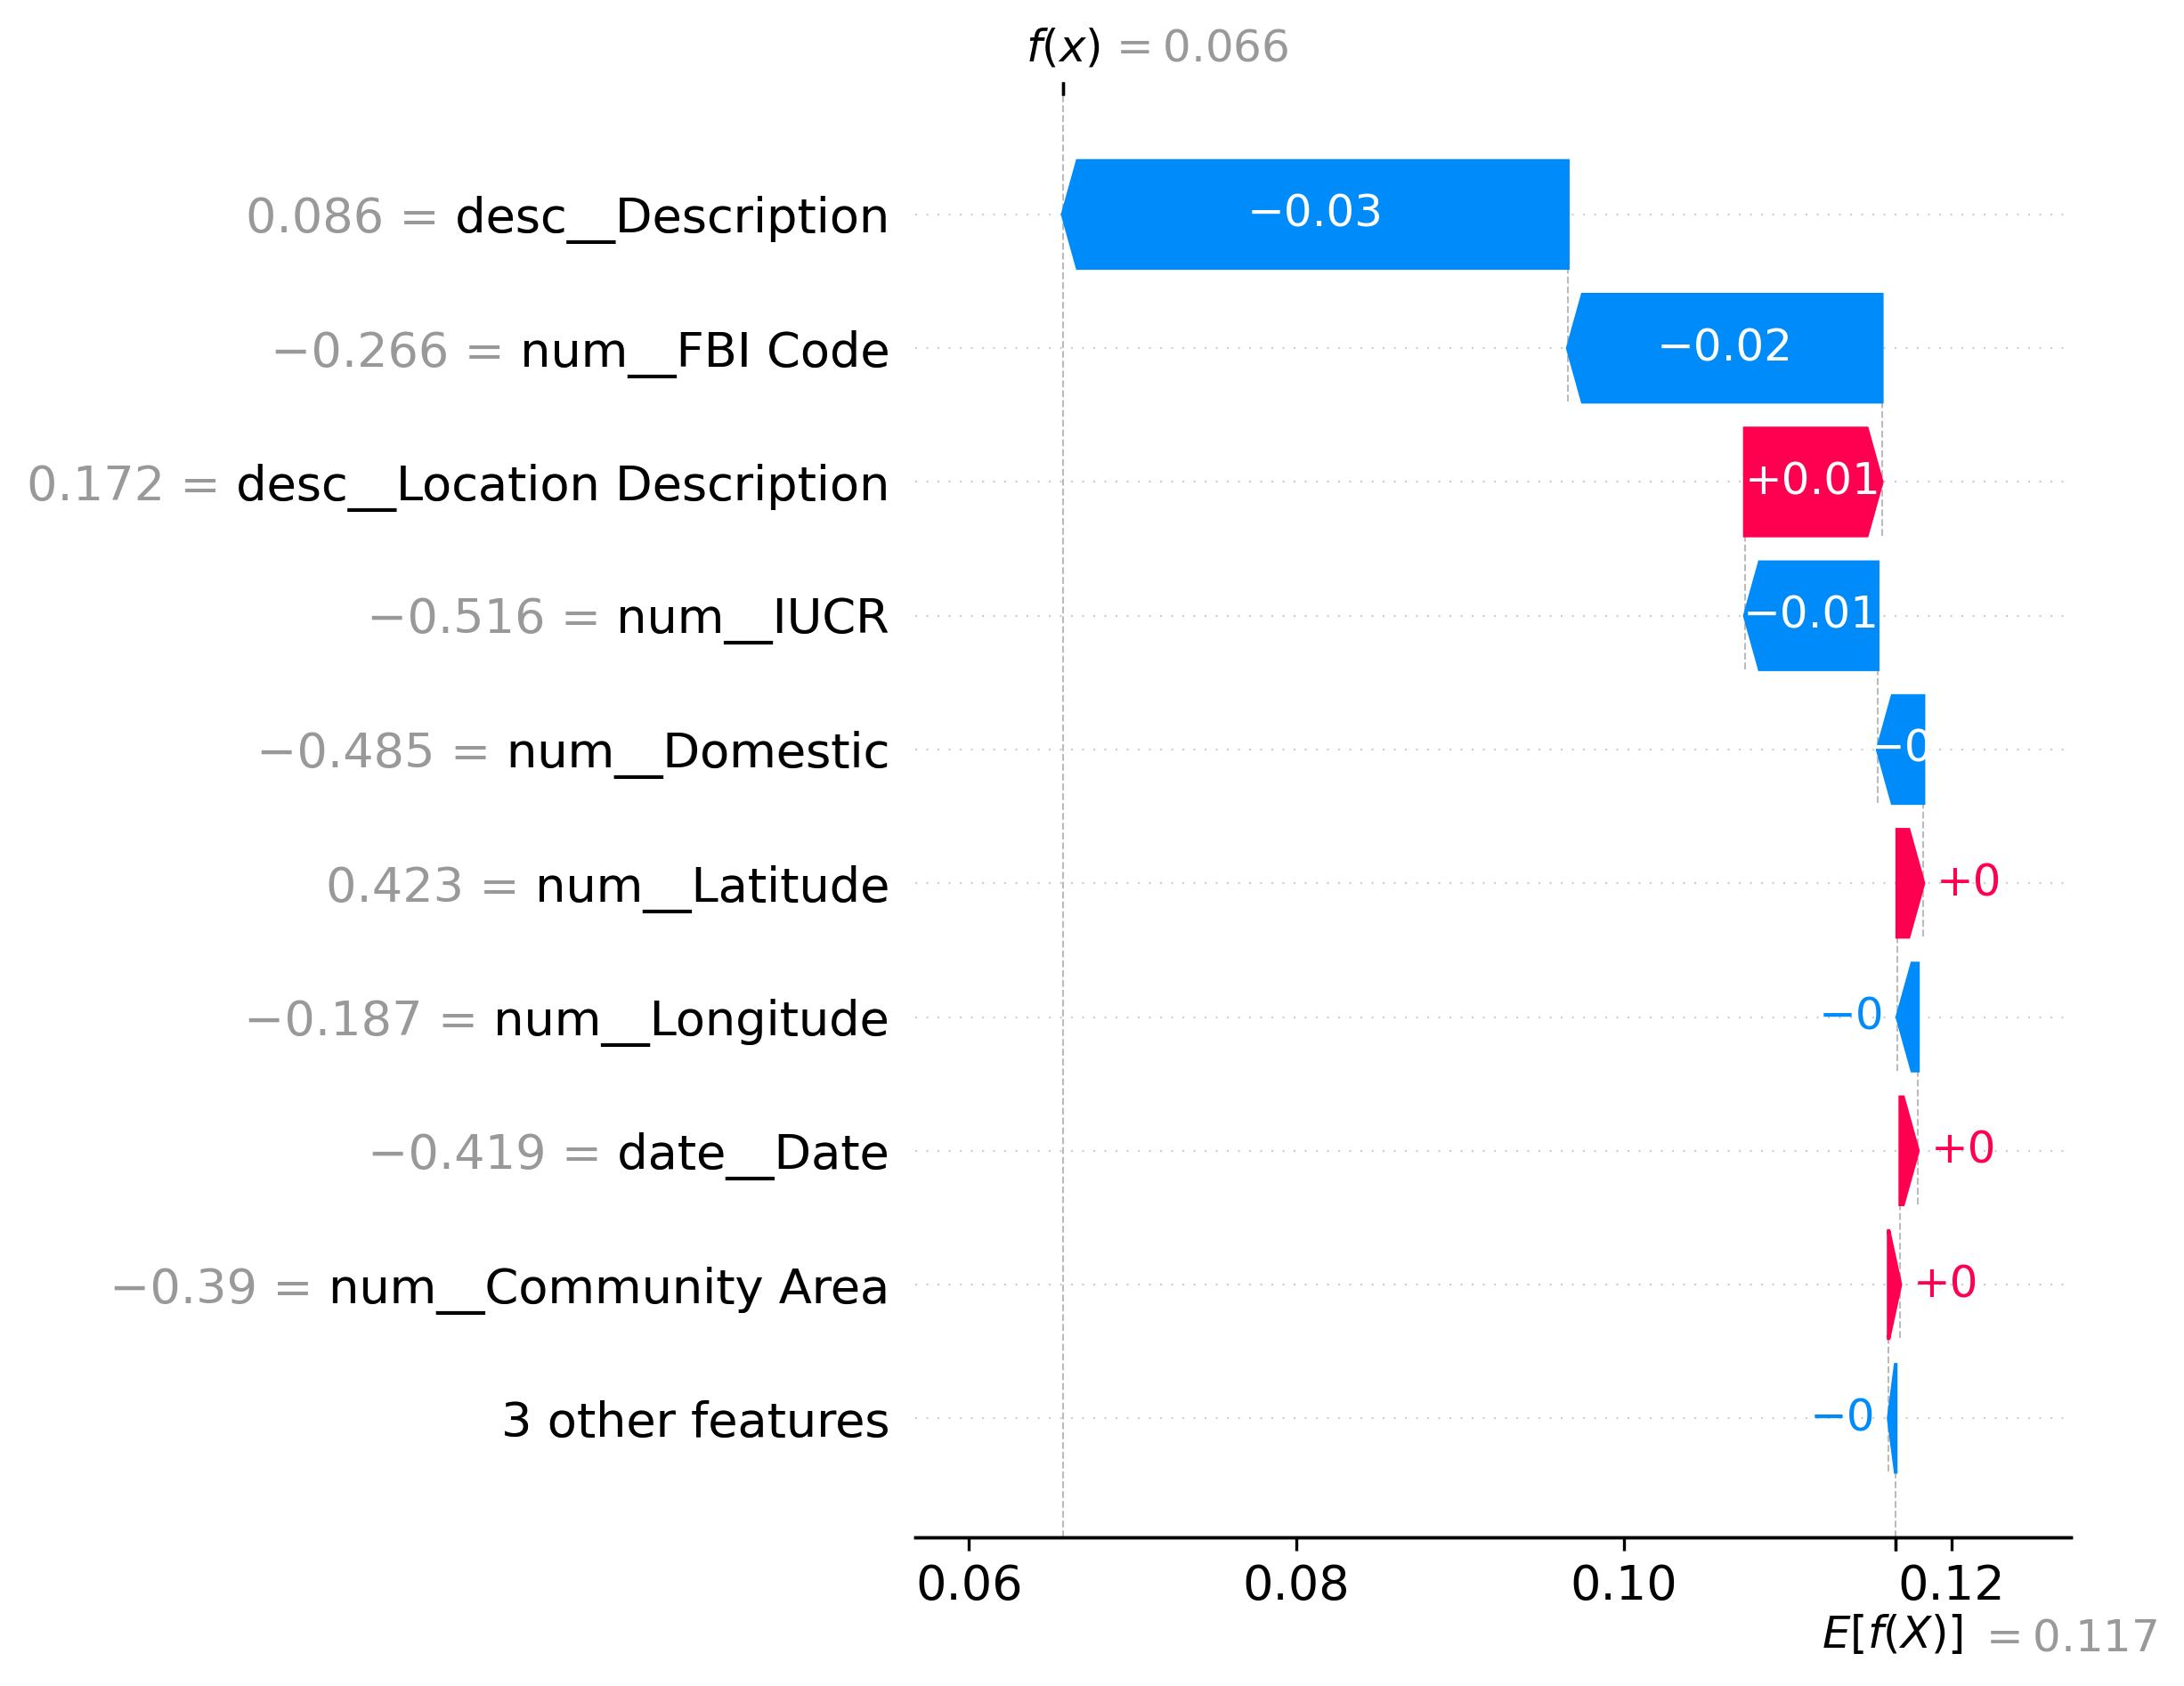 f(x) = 0.066
0.086 = desc__Description −0.03
−0.266 = num__FBI Code −0.02
0.172 = desc__Location Description +0.01
−0.516 = num__IUCR −0.01
−0.485 = num__Domestic −0
0.423 = num__Latitude +0
−0.187 = num__Longitude −0
−0.419 = date__Date +0
−0.39 = num__Community Area +0
3 other features −0
0.06 0.08 0.10 0.12
E[f(X)] = 0.117